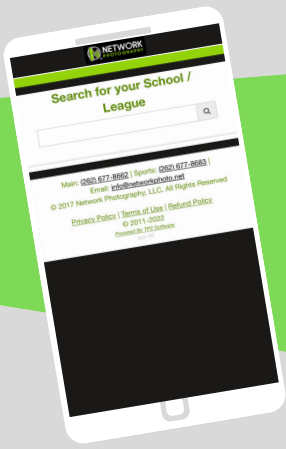 NETWORK
PHOTOGRAPHY
Search for your School /
League
Main: (262) 677-8662 | Sports: (262) 677-8683 |
Email: info@networkphoto.net
© 2017 Network Photography, LLC. All Rights Reserved
Privacy Policy | Terms of Use | Refund Policy
© 2011-2022
Powered By TPJ Software